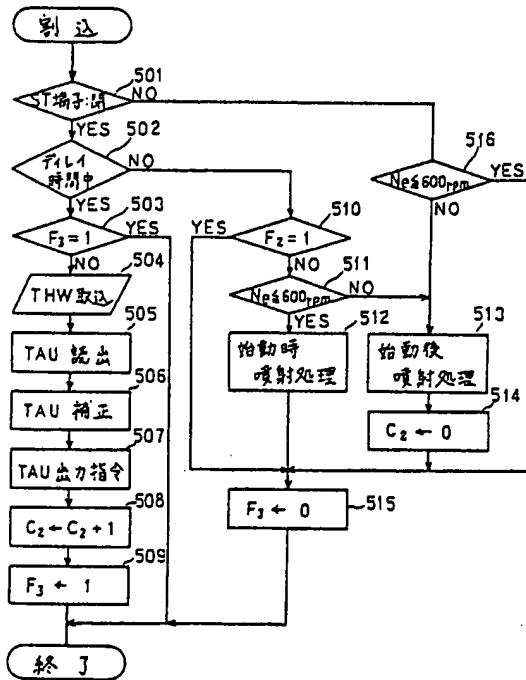 割込
501
ST端子:閉
NO
YES
502
ディレイ
時間中
NO
YES
503
F3=1
YES
NO
504
THW取込
505
TAU 読出
506
TAU 補正
507
TAU出力指令
508
C2←C2+1
509
F3 ← 1
終了
510
YES
F2=1
NO
511
Ne≦600rpm
NO
YES
512
始動時
噴射処理
516
Ne≦600rpm
YES
NO
513
始動後
噴射処理
514
C2 ← 0
F3 ← 0
515